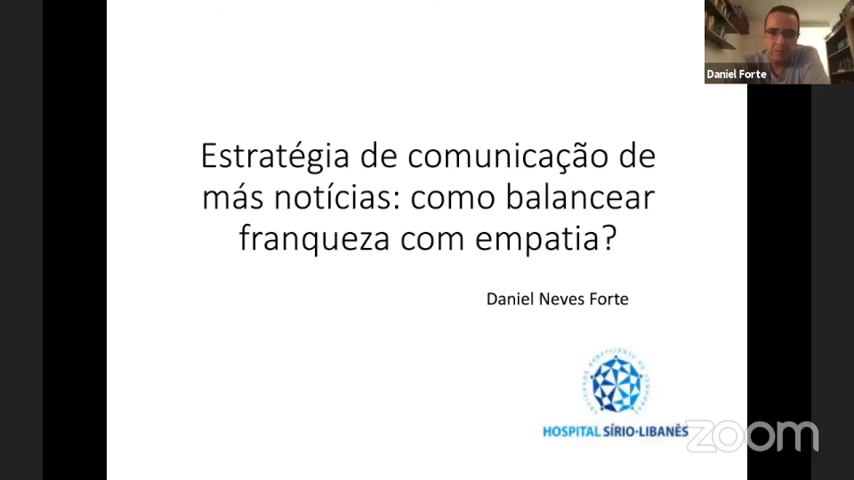 Daniel Forte
Estratégia de comunicação de
más notícias: como balancear
franqueza com empatia?
Daniel Neves Forte
HOSPITAL SÍRIO-LIBANÊS
zoom